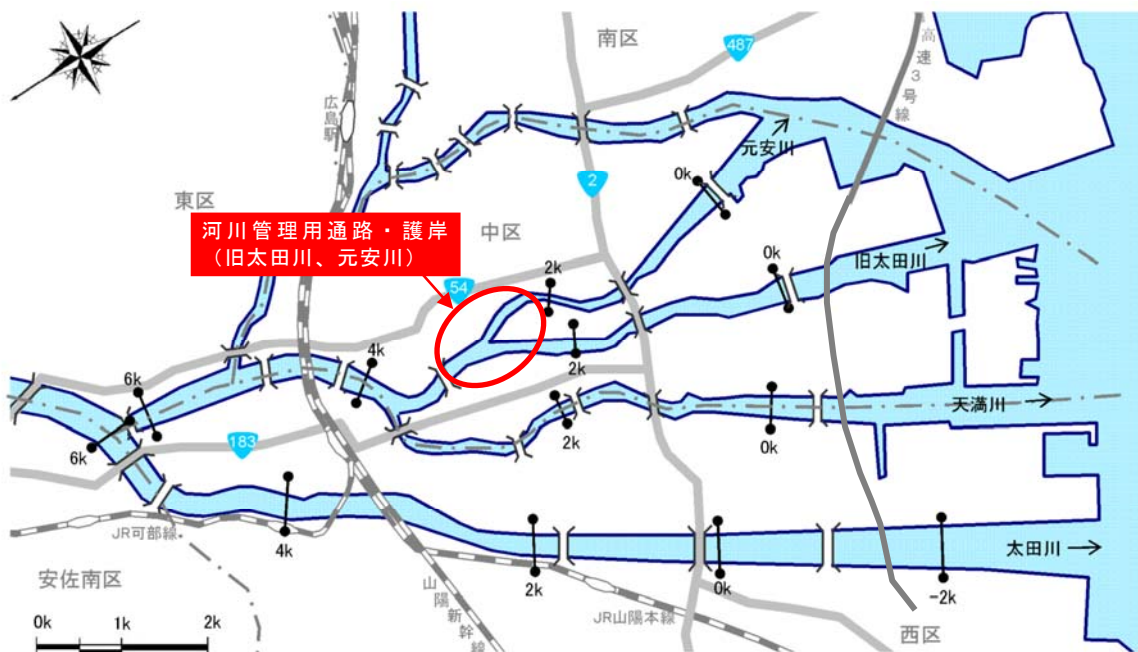 南区
487
高速3号線
広島駅
元安川
0k
2
東区
河川管理用通路・護岸
（旧太田川、元安川）
中区
旧太田川
0k
2k
54
4k
2k
6k
天満川
183
2k
0k
6k
JR可部線
4k
太田川
安佐南区
2k
0k
-2k
山陽新幹線
JR山陽本線
西区
0k 1k 2k